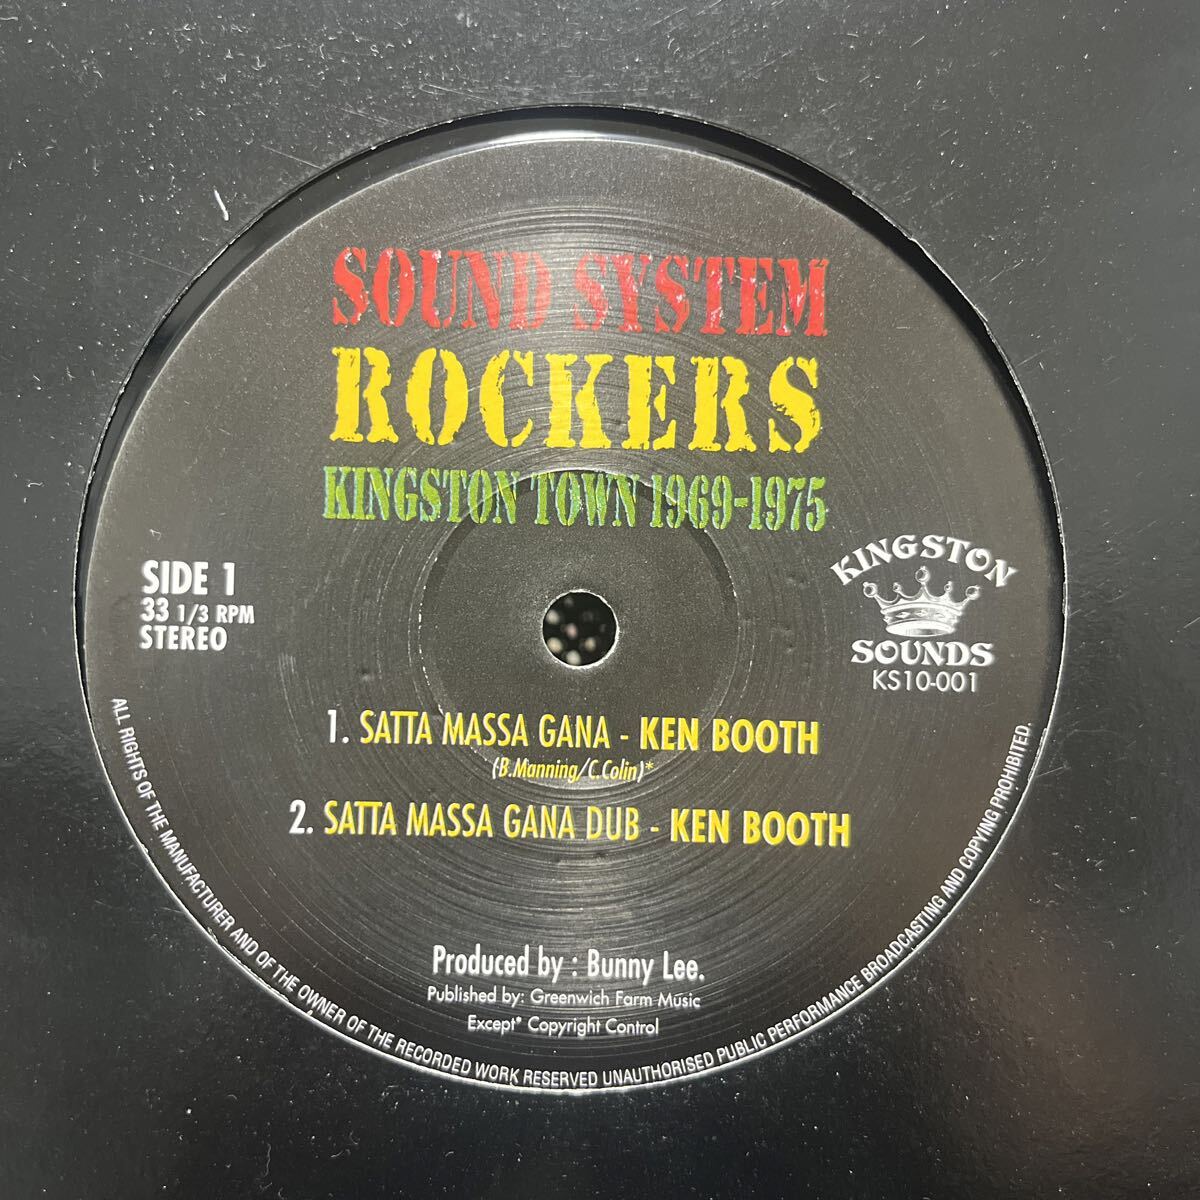 SOUND SYSTEM
ROCKERS
KINGSTON TOWN 1969-1975
SIDE 1
33 1/3 RPM
STEREO
KINGSTON
SOUNDS
KS10-001
1. SATTA MASSA GANA - KEN BOOTH
(B.Manning/C.Colin)*
2. SATTA MASSA GANA DUB - KEN BOOTH
Produced by : Bunny Lee.
Published by: Greenwich Farm Music
Except* Copyright Control
ALL RIGHTS OF THE MANUFACTURER AND OF THE OWNER OF THE RECORDED WORK RESERVED UNAUTHORISED PUBLIC PERFORMANCE BROADCASTING AND COPYING PROHIBITED.